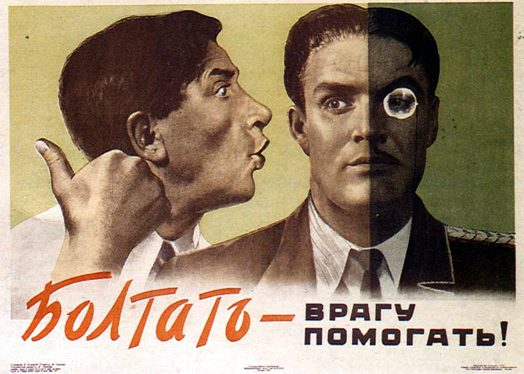 Болтать – врагу
помогать!